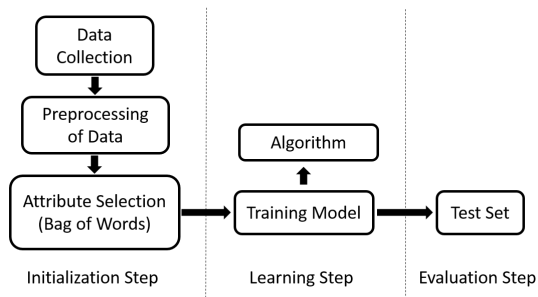 Data
Collection
Preprocessing
of Data
Attribute Selection
(Bag of Words)
Initialization Step
Algorithm
Training Model
Learning Step
Test Set
Evaluation Step